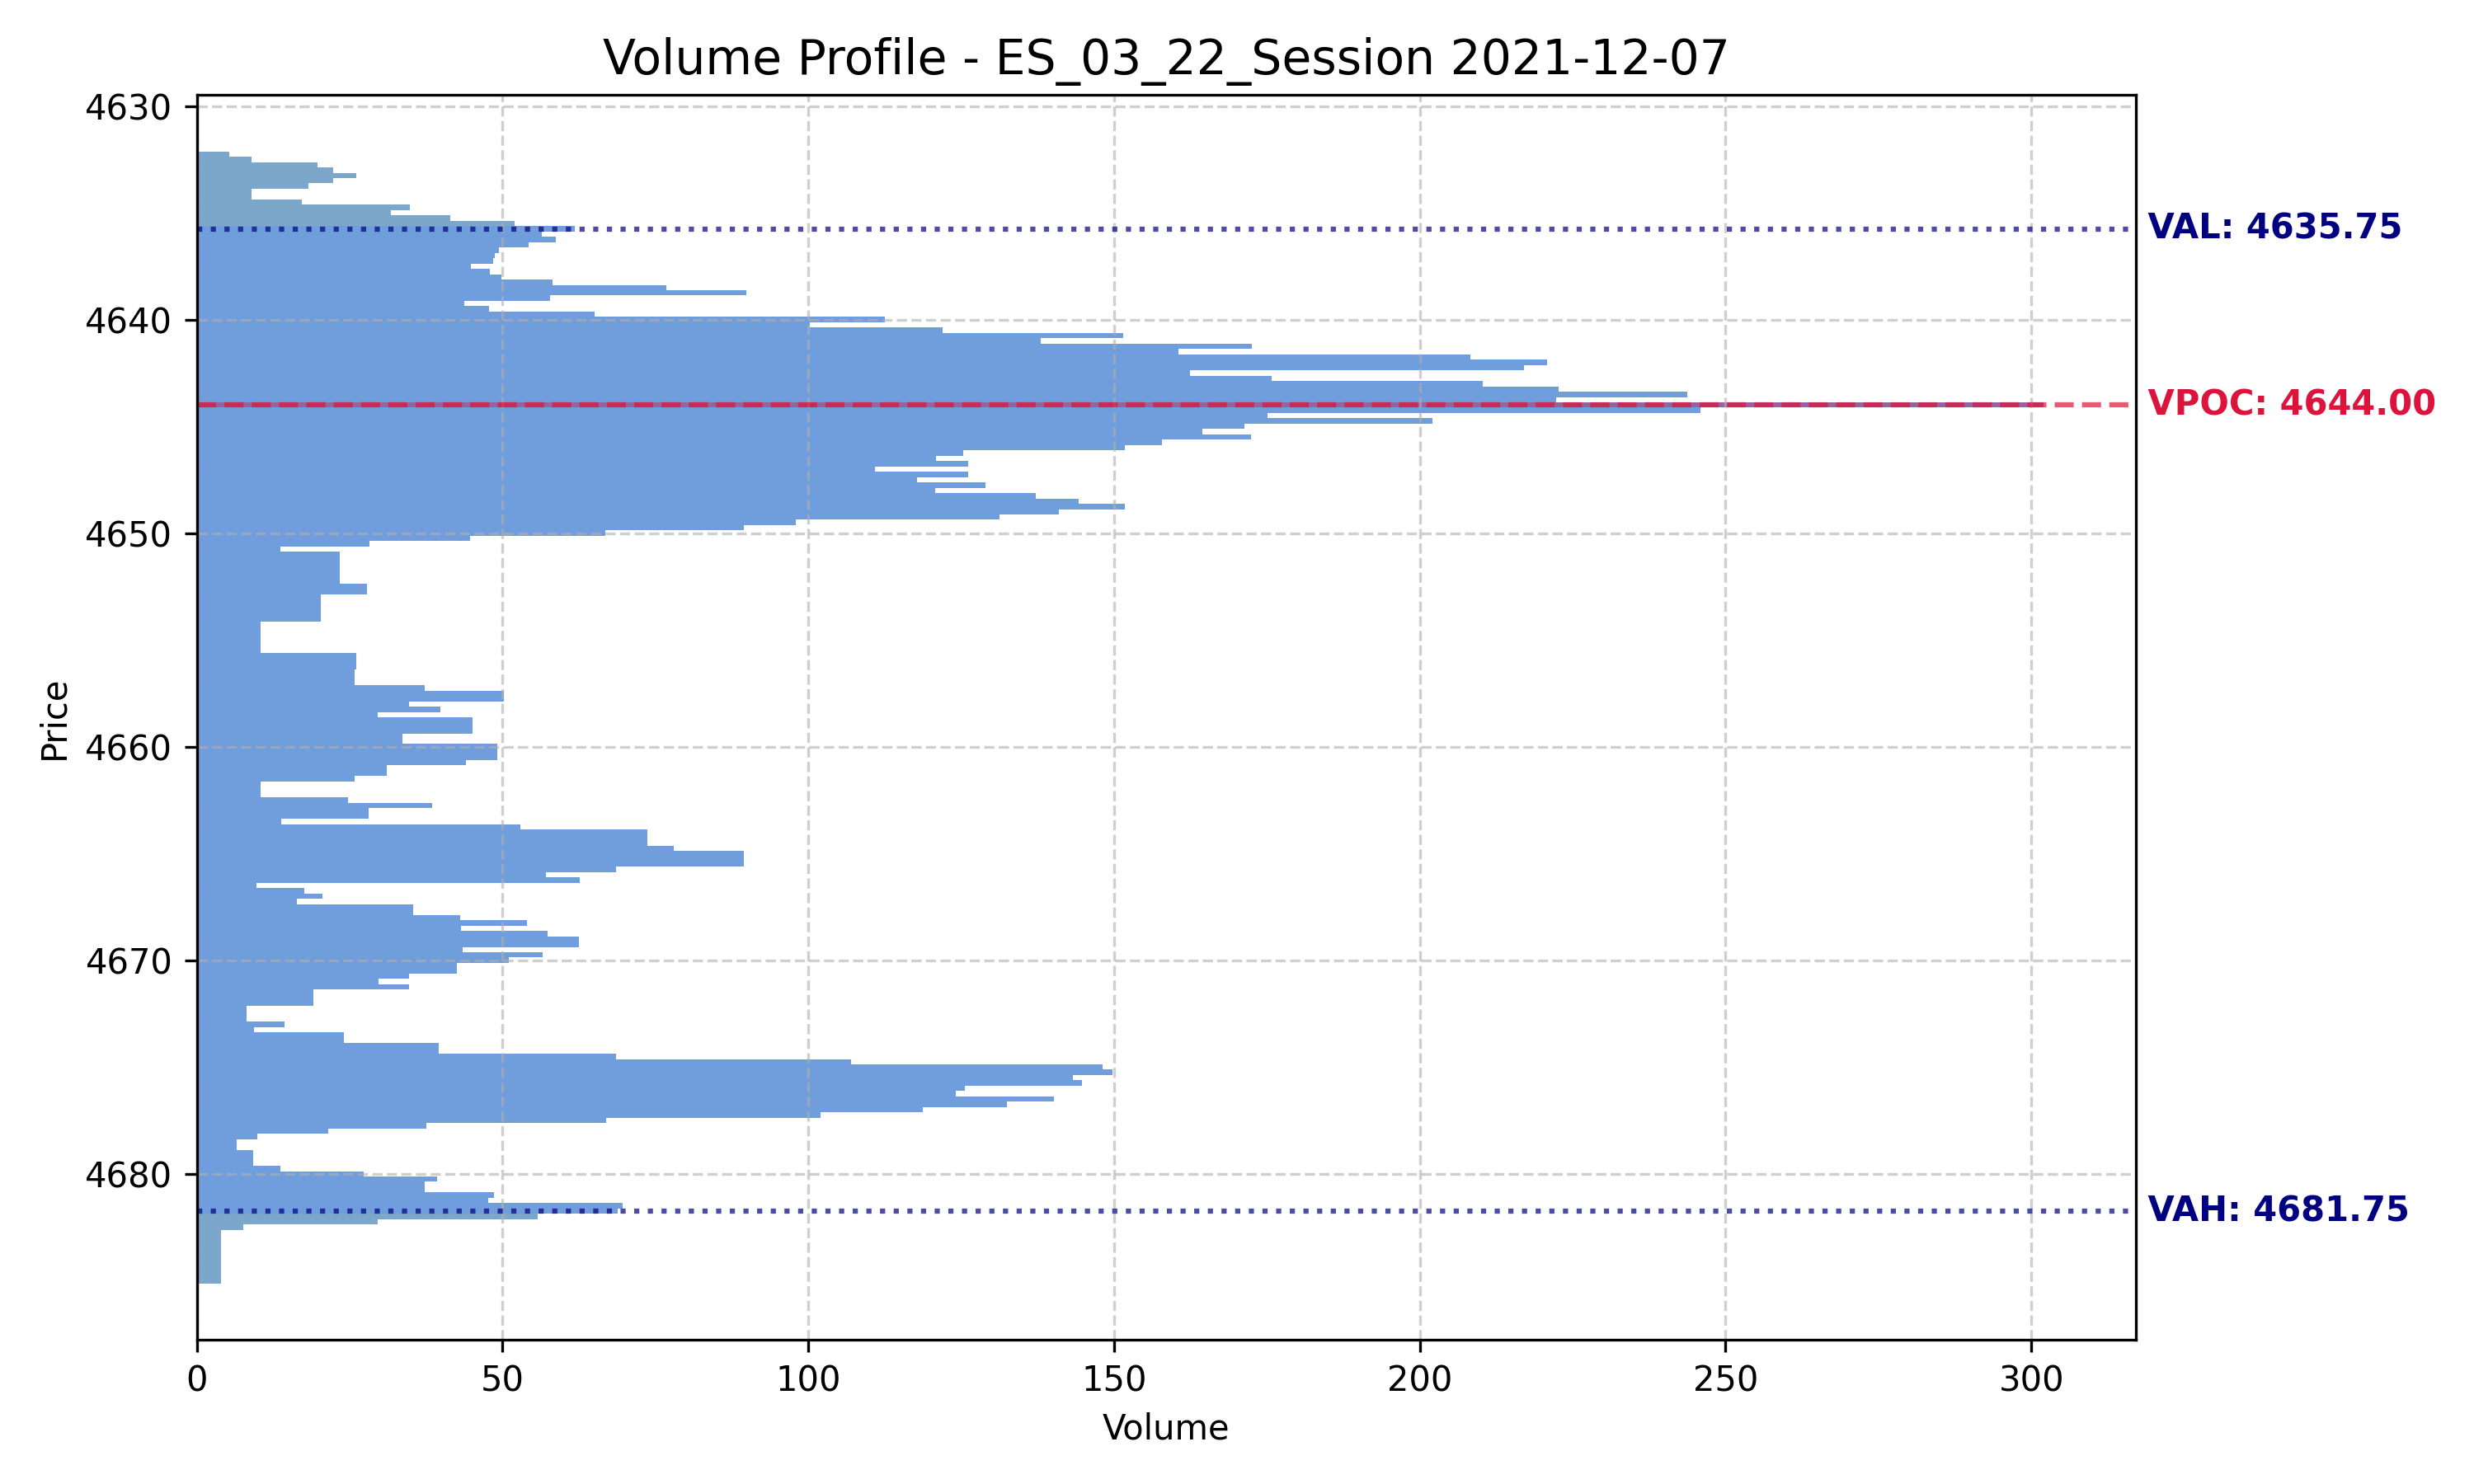 Volume Profile - ES_03_22_Session 2021-12-07
4630
VAL: 4635.75
4640
VPOC: 4644.00
4650
Price
4660
4670
4680
VAH: 4681.75
0 50 100 150 200 250 300
Volume